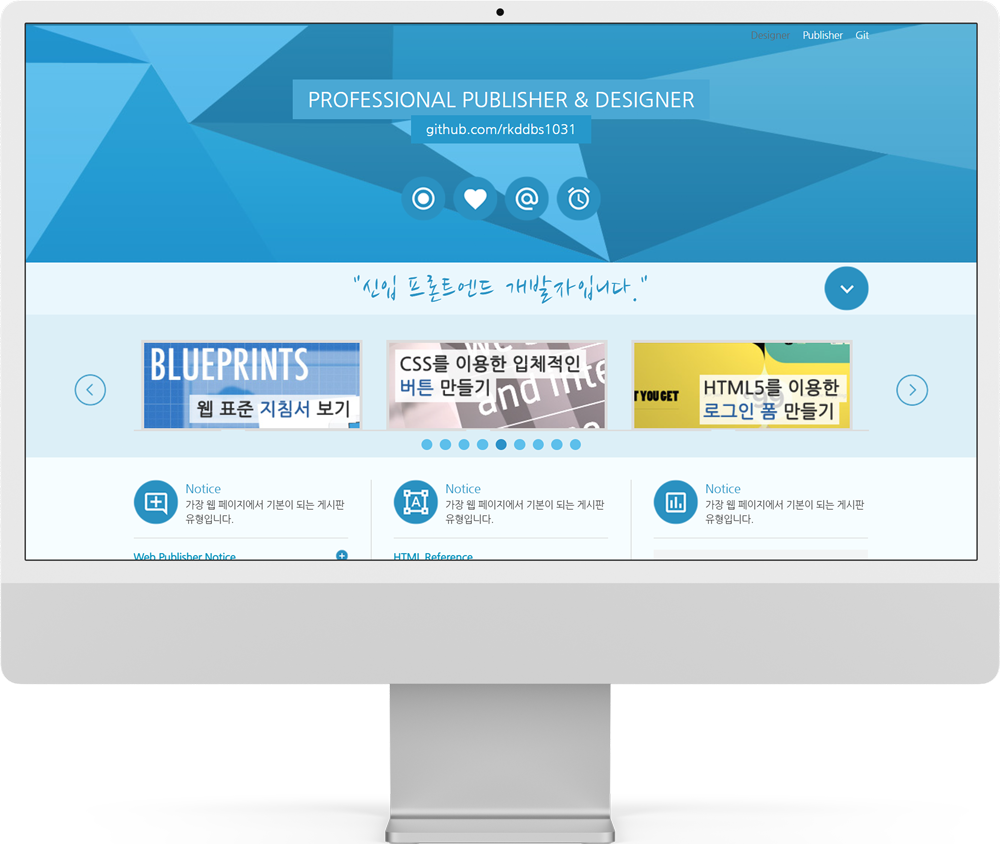 Designer Publisher Git
PROFESSIONAL PUBLISHER & DESIGNER
github.com/rkddbs1031
"신입 프론트엔드 개발자입니다."
BLUEPRINTS
웹 표준 지침서 보기
CSS를 이용한 입체적인
버튼 만들기
and inte
T YOU GET
HTML5를 이용한
로그인 폼 만들기
Notice
가장 웹 페이지에서 기본이 되는 게시판
유형입니다.
Notice
가장 웹 페이지에서 기본이 되는 게시판
유형입니다.
Notice
가장 웹 페이지에서 기본이 되는 게시판
유형입니다.
Web Publisher Notice
HTML Reference